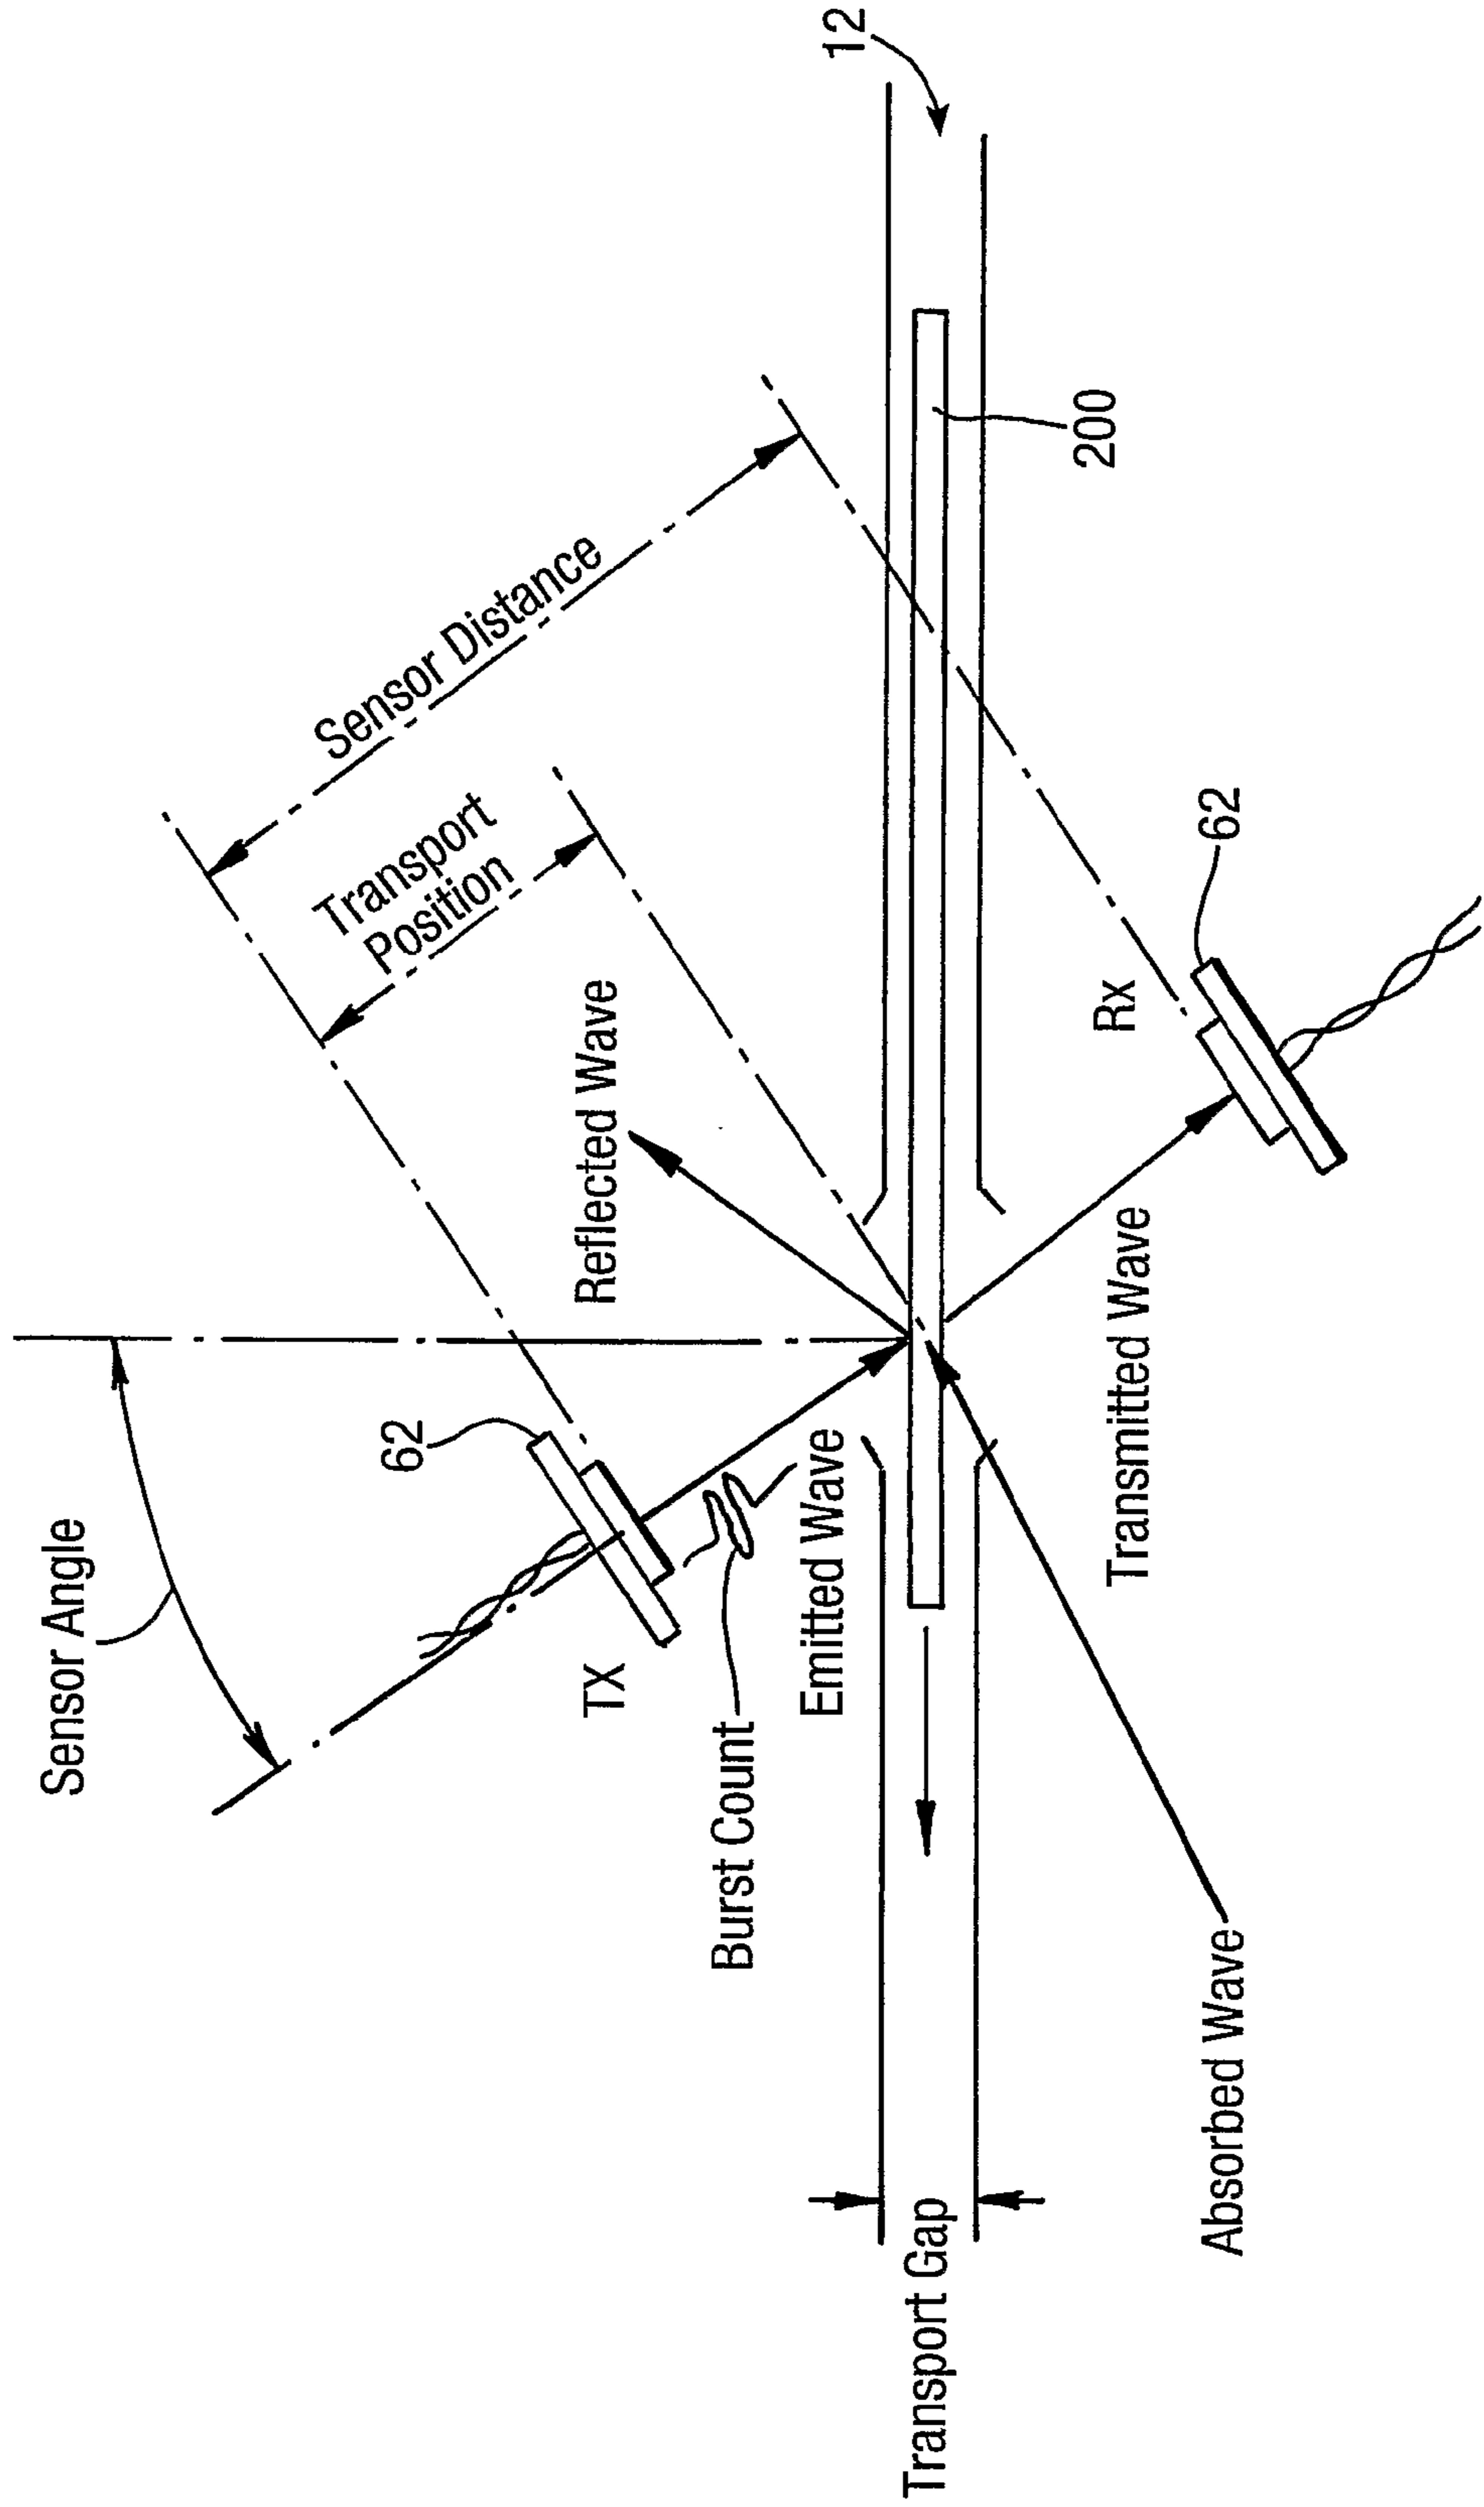 Sensor Angle
62
TX
Burst Count
Emitted Wave
Reflected Wave
Transport
Position
Sensor Distance
12
Transport Gap
200
Absorbed Wave
Transmitted Wave
Rx
62